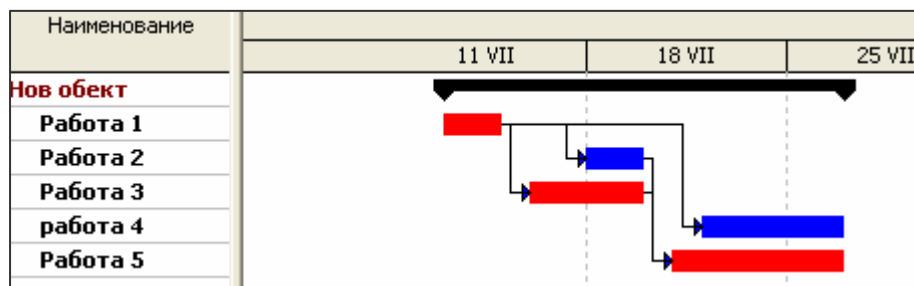 Наименование
11 VII 18 VII 25 VII
Нов обект
Работа 1
Работа 2
Работа 3
работа 4
Работа 5